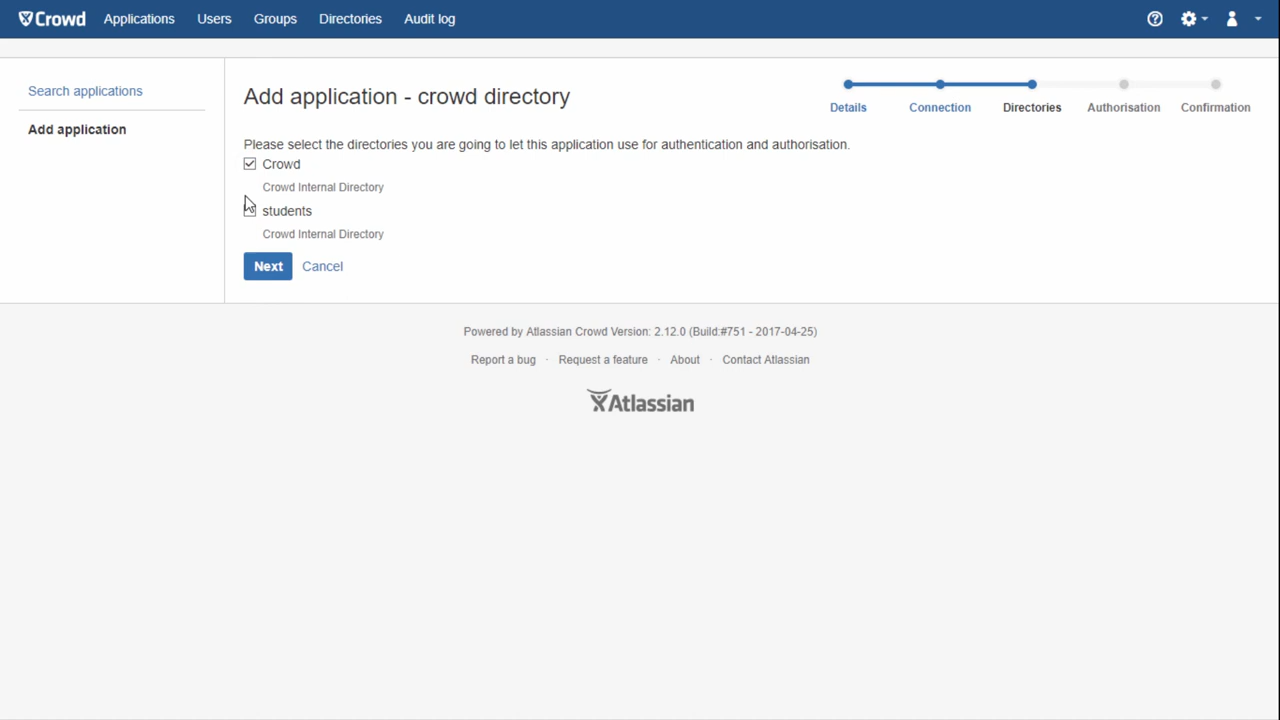 Crowd Applications Users Groups Directories Audit log
Search applications
Add application
Add application - crowd directory
Details Connection Directories Authorisation Confirmation
Please select the directories you are going to let this application use for authentication and authorisation.
Crowd
Crowd Internal Directory
students
Crowd Internal Directory
Next Cancel
Powered by Atlassian Crowd Version: 2.12.0 (Build:#751 - 2017-04-25)
Report a bug · Request a feature · About · Contact Atlassian
Atlassian